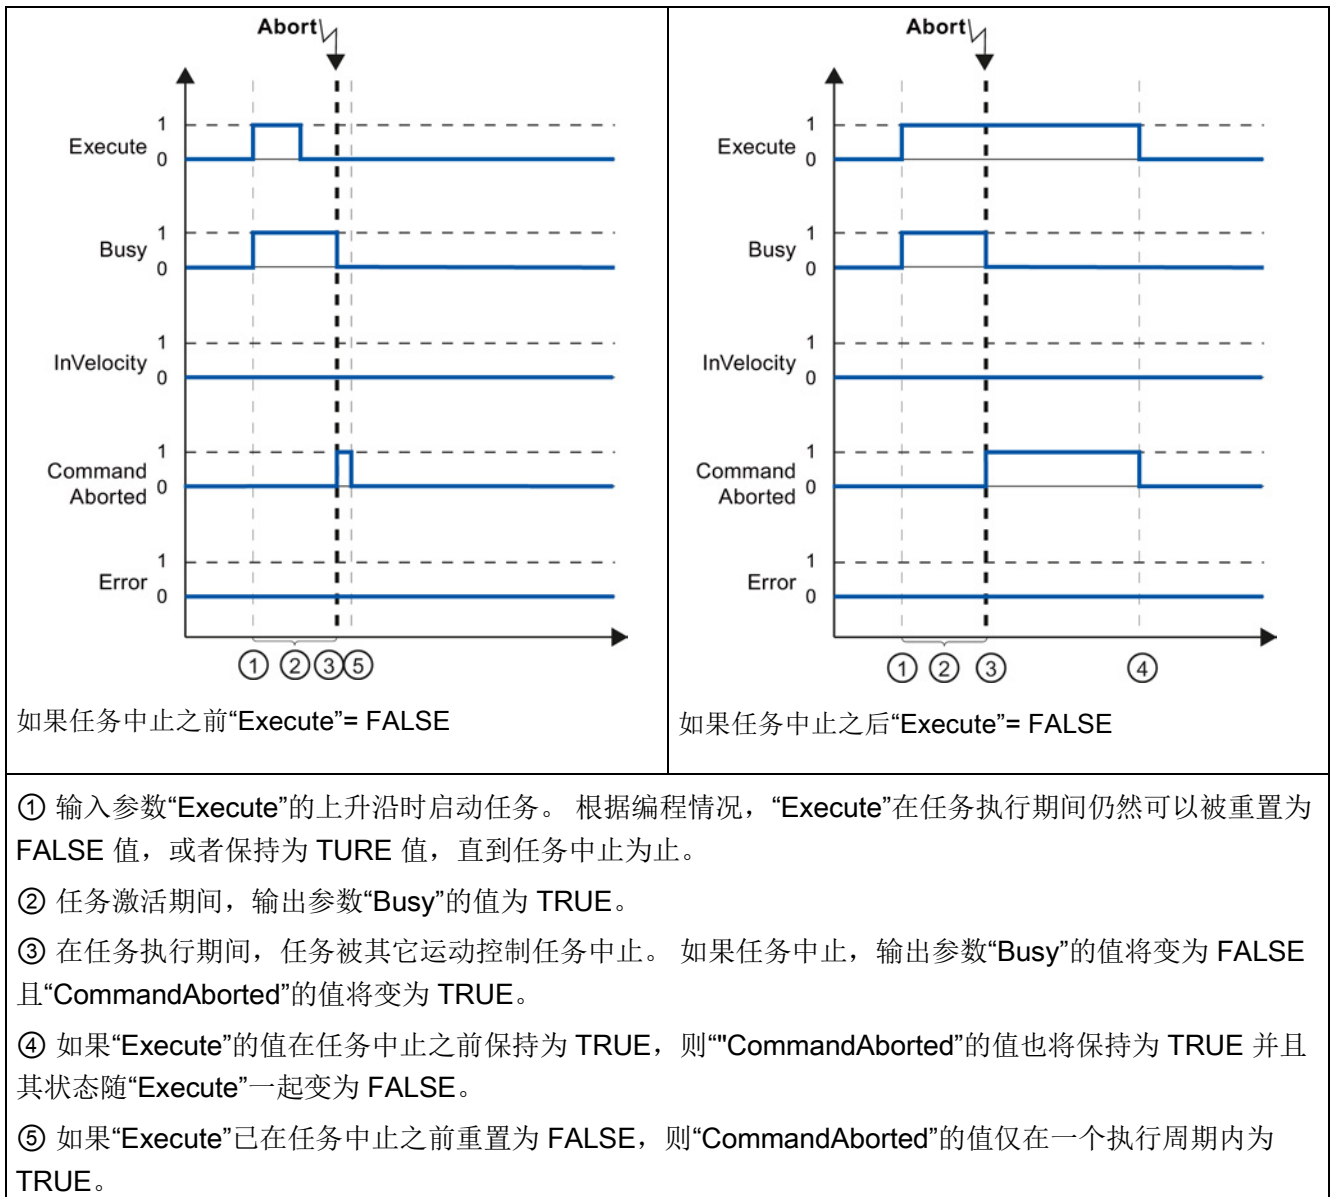 Abort
Execute 1 0
Busy 1 0
InVelocity 1 0
Command Aborted 1 0
Error 1 0
① ② ③ ⑤
如果任务中止之前“Execute”= FALSE
Abort
Execute 1 0
Busy 1 0
InVelocity 1 0
Command Aborted 1 0
Error 1 0
① ② ③ ④
如果任务中止之后“Execute”= FALSE
① 输入参数“Execute”的上升沿时启动任务。 根据编程情况，“Execute”在任务执行期间仍然可以被重置为
FALSE 值，或者保持为 TURE 值，直到任务中止为止。
② 任务激活期间，输出参数“Busy”的值为 TRUE。
③ 在任务执行期间，任务被其它运动控制任务中止。 如果任务中止，输出参数“Busy”的值将变为 FALSE
且“CommandAborted”的值将变为 TRUE。
④ 如果“Execute”的值在任务中止之前保持为 TRUE，则“"CommandAborted”的值也将保持为 TRUE 并且
其状态随“Execute”一起变为 FALSE。
⑤ 如果“Execute”已在任务中止之前重置为 FALSE，则“CommandAborted”的值仅在一个执行周期内为
TRUE。